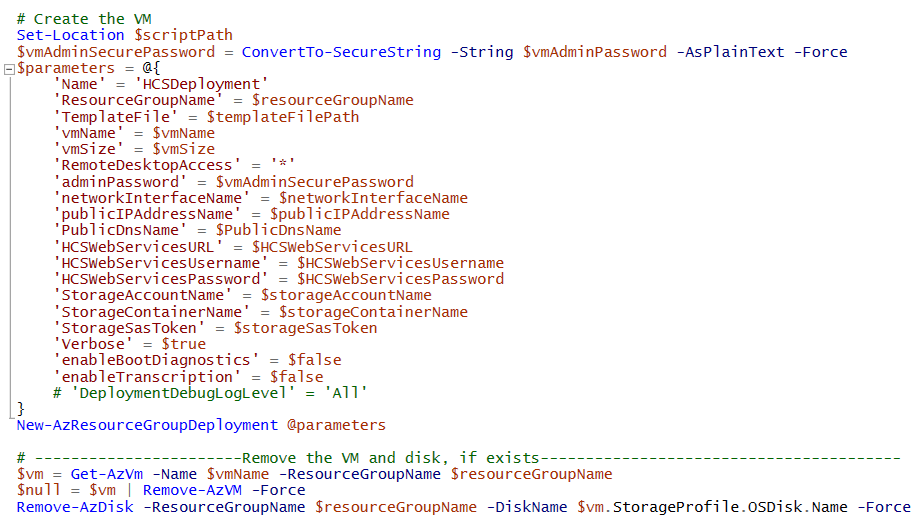 # Create the VM
Set-Location $scriptPath
$vmAdminSecurePassword = ConvertTo-SecureString -String $vmAdminPassword -AsPlainText -Force
$parameters = @{
    'Name' = 'HCSDeployment'
    'ResourceGroupName' = $resourceGroupName
    'TemplateFile' = $templateFilePath
    'vmName' = $vmName
    'vmSize' = $vmSize
    'RemoteDesktopAccess' = '*'
    'adminPassword' = $vmAdminSecurePassword
    'networkInterfaceName' = $networkInterfaceName
    'publicIPAddressName' = $publicIPAddressName
    'PublicDnsName' = $PublicDnsName
    'HCSWebServicesURL' = $HCSWebServicesURL
    'HCSWebServicesUsername' = $HCSWebServicesUsername
    'HCSWebServicesPassword' = $HCSWebServicesPassword
    'StorageAccountName' = $storageAccountName
    'StorageContainerName' = $storageContainerName
    'StorageSasToken' = $storageSasToken
    'Verbose' = $true
    'enableBootDiagnostics' = $false
    'enableTranscription' = $false
    # 'DeploymentDebugLogLevel' = 'All'
}
New-AzResourceGroupDeployment @parameters
# -----------------------Remove the VM and disk, if exists----------------------------------------
$vm = Get-AzVm -Name $vmName -ResourceGroupName $resourceGroupName
$null = $vm | Remove-AzVM -Force
Remove-AzDisk -ResourceGroupName $resourceGroupName -DiskName $vm.StorageProfile.OSDisk.Name -Force